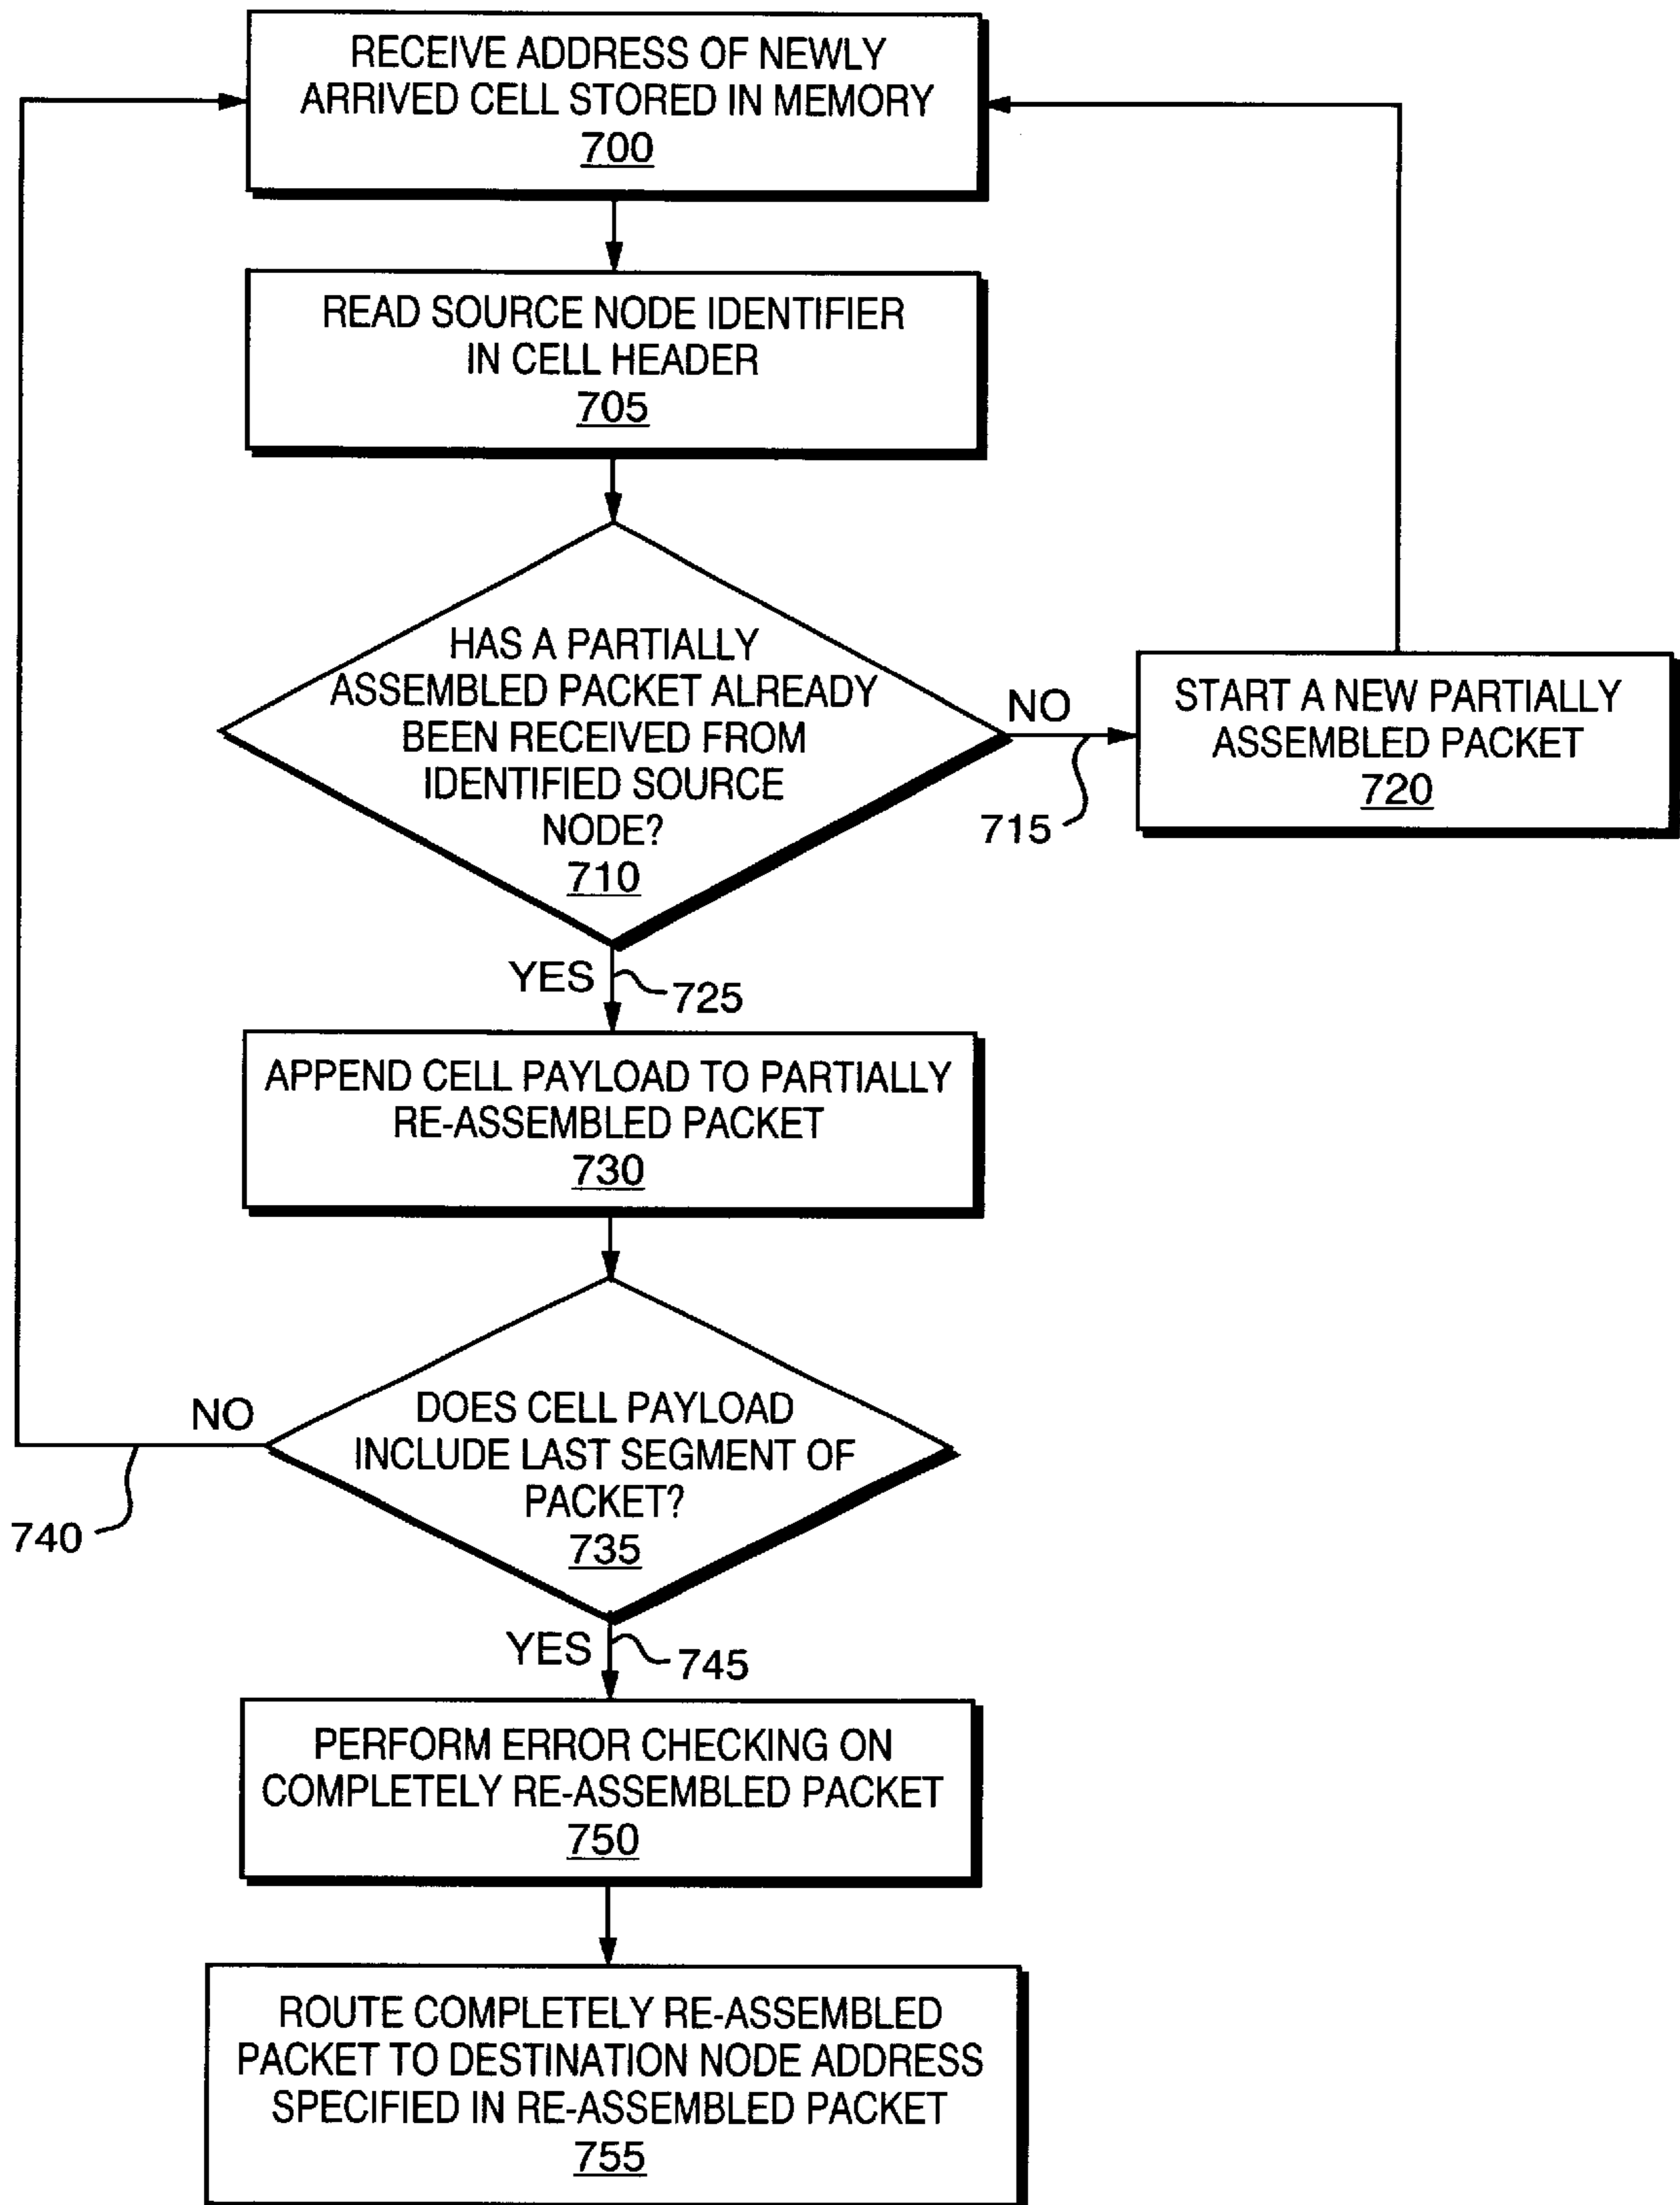 RECEIVE ADDRESS OF NEWLY
ARRIVED CELL STORED IN MEMORY
700
READ SOURCE NODE IDENTIFIER
IN CELL HEADER
705
HAS A PARTIALLY
ASSEMBLED PACKET ALREADY
BEEN RECEIVED FROM
IDENTIFIED SOURCE
NODE?
710
NO
715
START A NEW PARTIALLY
ASSEMBLED PACKET
720
YES
725
APPEND CELL PAYLOAD TO PARTIALLY
RE-ASSEMBLED PACKET
730
DOES CELL PAYLOAD
INCLUDE LAST SEGMENT OF
PACKET?
735
NO
740
YES
745
PERFORM ERROR CHECKING ON
COMPLETELY RE-ASSEMBLED PACKET
750
ROUTE COMPLETELY RE-ASSEMBLED
PACKET TO DESTINATION NODE ADDRESS
SPECIFIED IN RE-ASSEMBLED PACKET
755